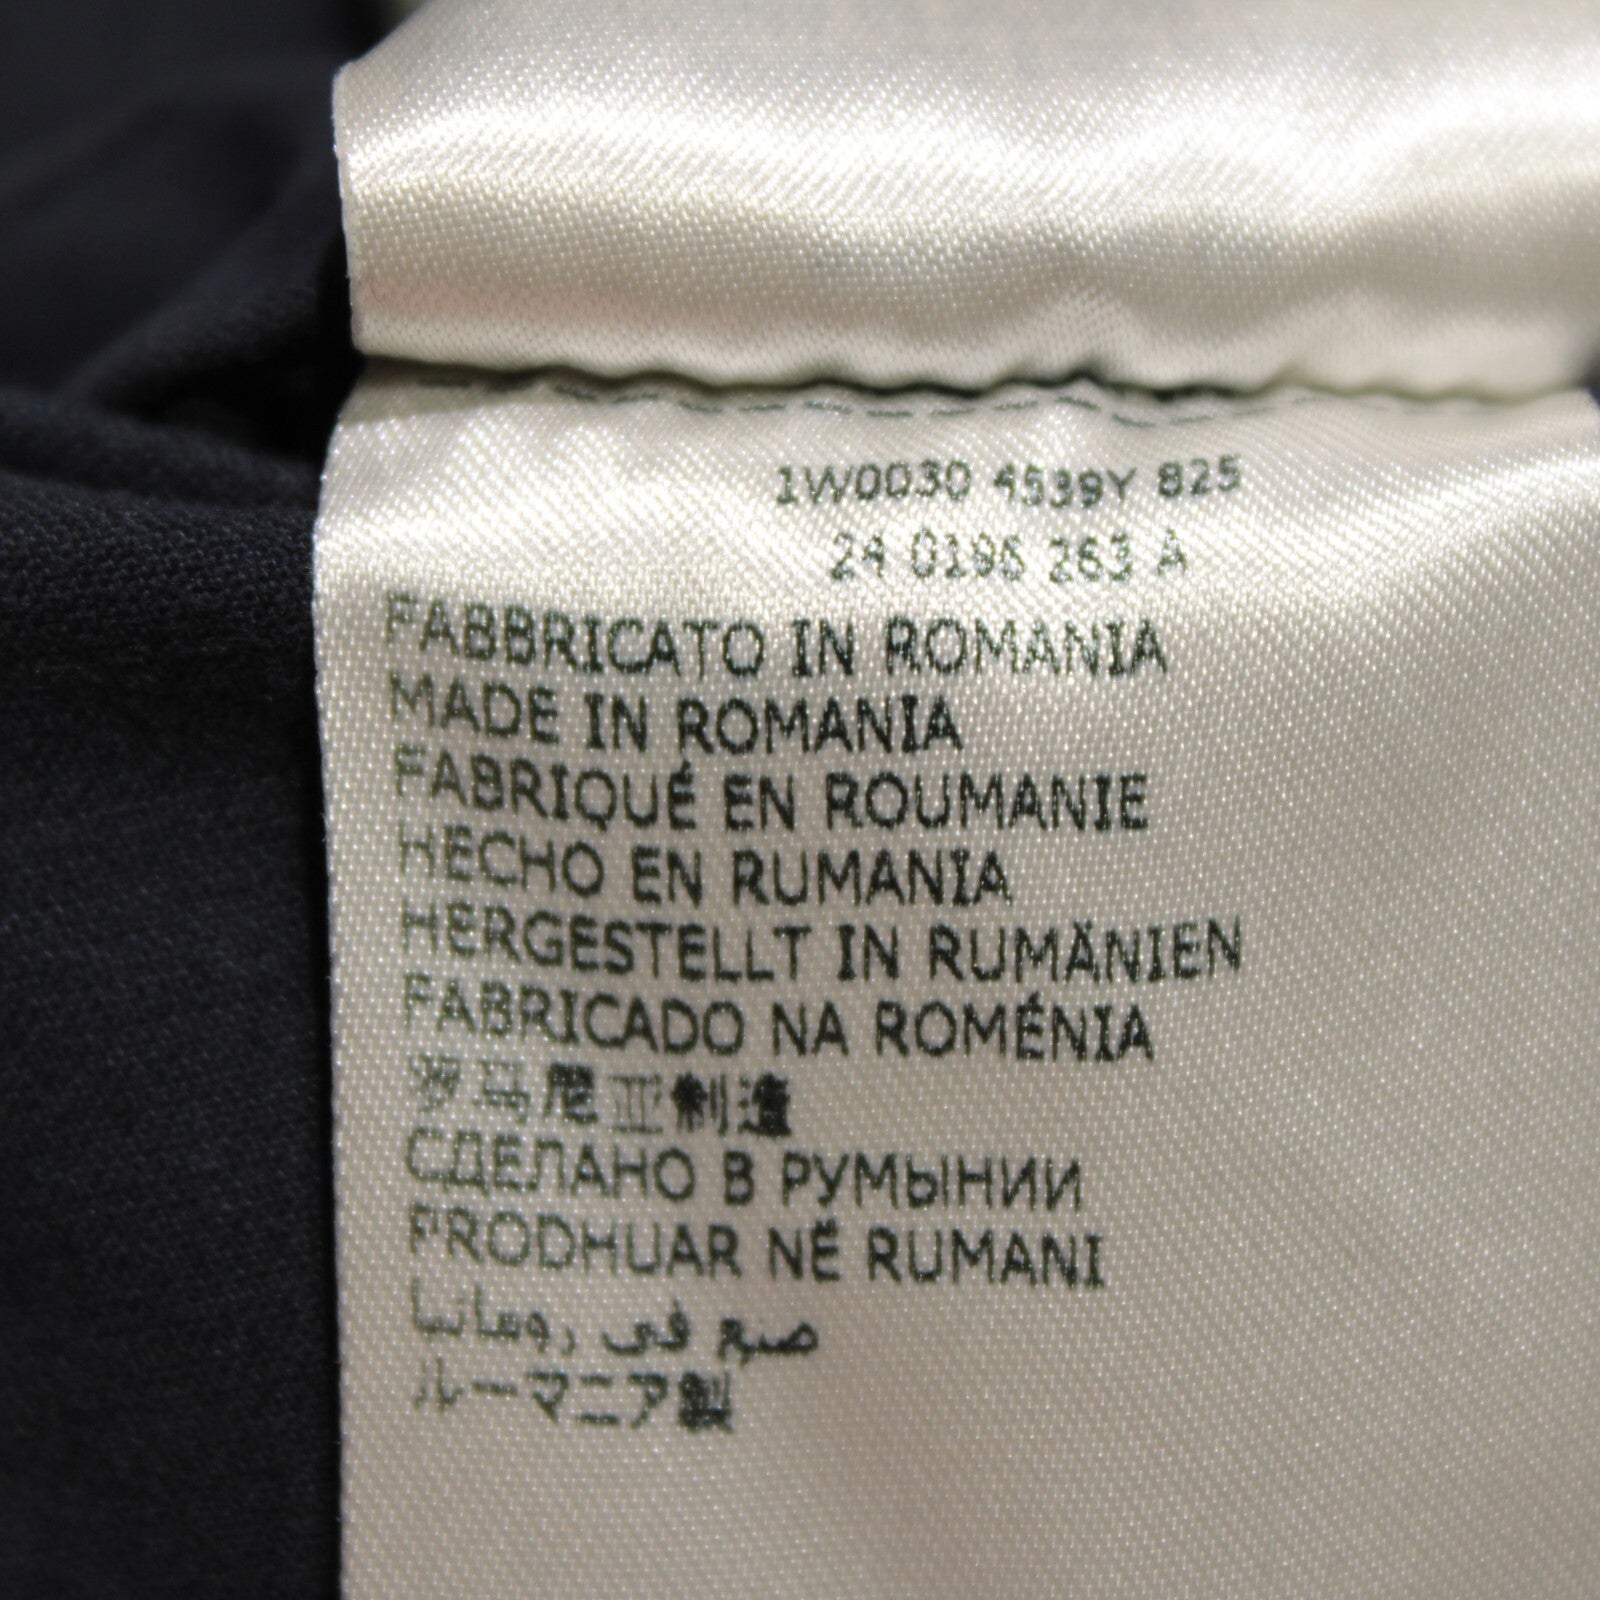 1W0030 4539Y 825
24 0196 263 A
FABBRICATO IN ROMANIA
MADE IN ROMANIA
FABRIQUÉ EN ROUMANIE
HECHO EN RUMANIA
HERGESTELLT IN RUMÄNIEN
FABRICADO NA ROMÉNIA
罗马尼亚制造
СДЕЛАНО В РУМЫНИИ
PRODHUAR NË RUMANI
صنع في رومانيا
ルーマニア製